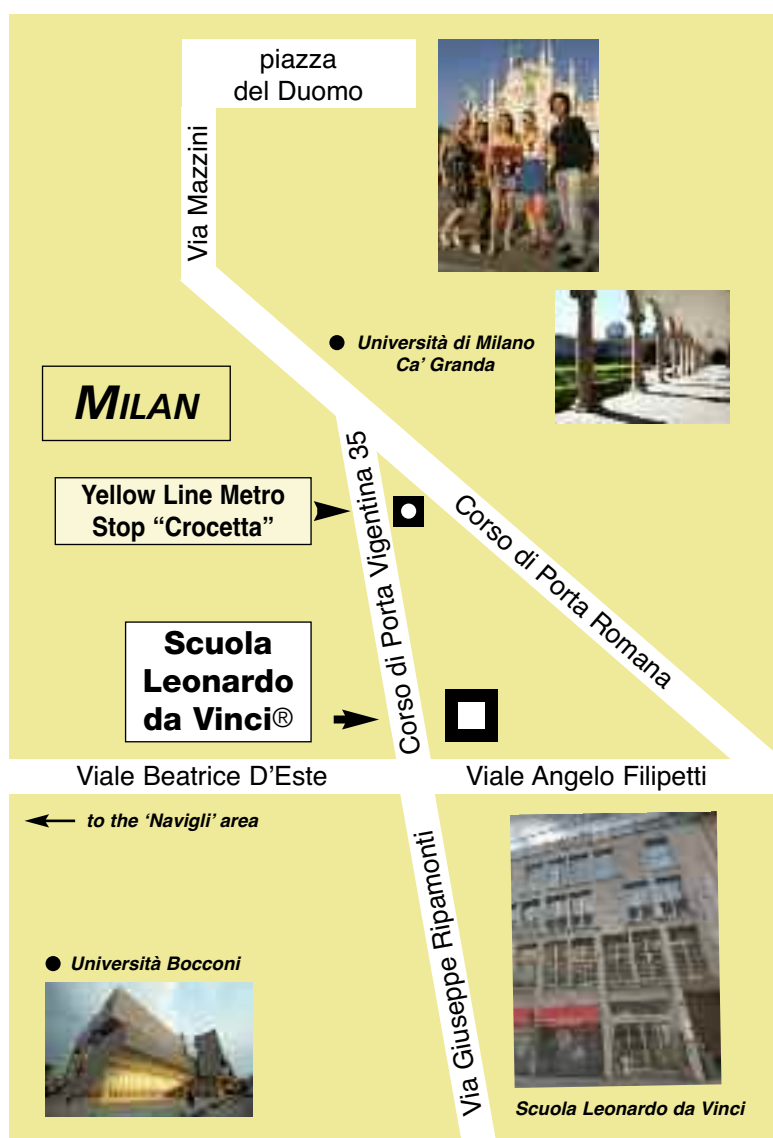 piazza
del Duomo
Via Mazzini
Università di Milano
Ca' Granda
MILAN
Yellow Line Metro
Stop “Crocetta”
Corso di Porta Vigentina 35
Corso di Porta Romana
Scuola
Leonardo
da Vinci®
Viale Beatrice D'Este
Viale Angelo Filipetti
to the ‘Navigli’ area
Via Giuseppe Ripamonti
Università Bocconi
Scuola Leonardo da Vinci